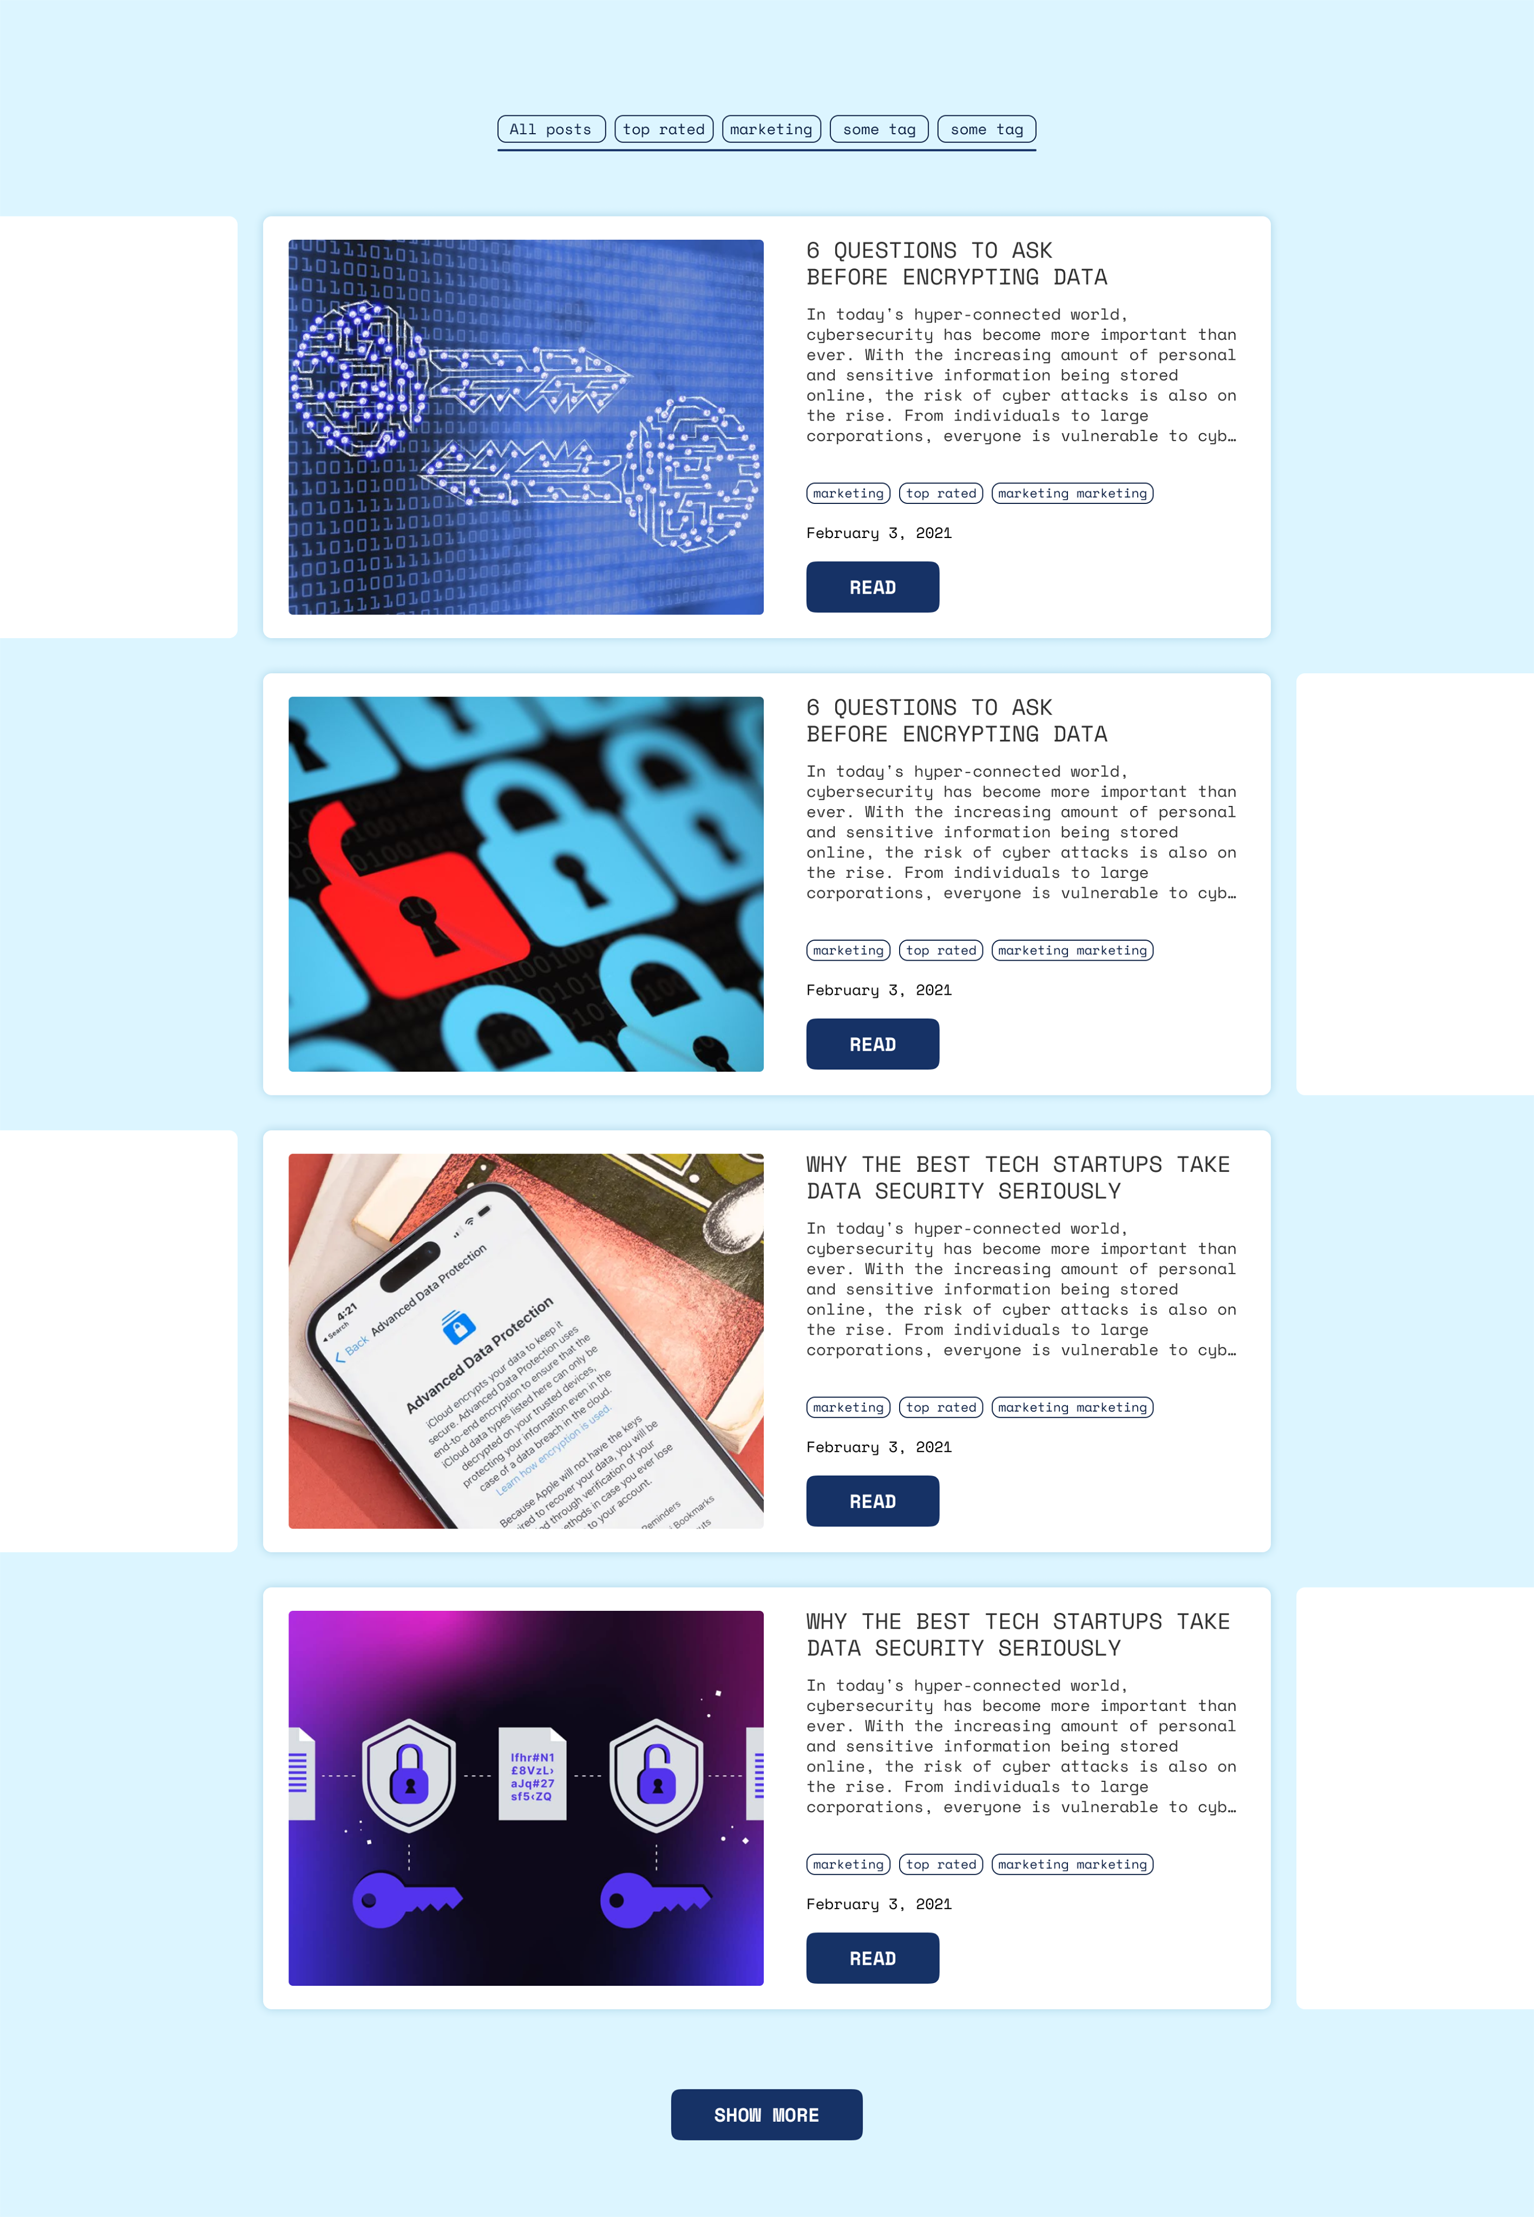 All posts top rated marketing some tag some tag
6 QUESTIONS TO ASK
BEFORE ENCRYPTING DATA
In today's hyper-connected world,
cybersecurity has become more important than
ever. With the increasing amount of personal
and sensitive information being stored
online, the risk of cyber attacks is also on
the rise. From individuals to large
corporations, everyone is vulnerable to cyb…
marketing top rated marketing marketing
February 3, 2021
READ
6 QUESTIONS TO ASK
BEFORE ENCRYPTING DATA
In today's hyper-connected world,
cybersecurity has become more important than
ever. With the increasing amount of personal
and sensitive information being stored
online, the risk of cyber attacks is also on
the rise. From individuals to large
corporations, everyone is vulnerable to cyb…
marketing top rated marketing marketing
February 3, 2021
READ
4:21
Search
Back Advanced Data Protection
Advanced Data Protection
iCloud encrypts your data to keep it
secure. Advanced Data Protection uses
end-to-end encryption to ensure that the
iCloud data types listed here can only be
decrypted on your trusted devices,
protecting your information even in the
case of a data breach in the cloud.
Learn how encryption is used.
Because Apple will not have the keys
ired to recover your data, you will be
ed through verification of your
ethods in case you ever lose
to your account.
Reminders
Bookmarks
uts
WHY THE BEST TECH STARTUPS TAKE
DATA SECURITY SERIOUSLY
In today's hyper-connected world,
cybersecurity has become more important than
ever. With the increasing amount of personal
and sensitive information being stored
online, the risk of cyber attacks is also on
the rise. From individuals to large
corporations, everyone is vulnerable to cyb…
marketing top rated marketing marketing
February 3, 2021
READ
lfhr#N1
£8VzL›
aJq#27
sf5‹ZQ
WHY THE BEST TECH STARTUPS TAKE
DATA SECURITY SERIOUSLY
In today's hyper-connected world,
cybersecurity has become more important than
ever. With the increasing amount of personal
and sensitive information being stored
online, the risk of cyber attacks is also on
the rise. From individuals to large
corporations, everyone is vulnerable to cyb…
marketing top rated marketing marketing
February 3, 2021
READ
SHOW MORE